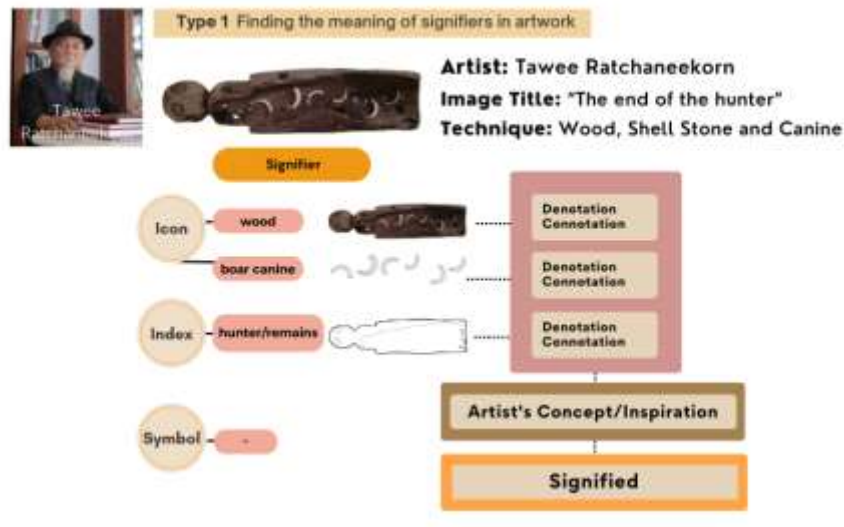 Type 1 Finding the meaning of signifiers in artwork
Tawee
Artist: Tawee Ratchaneekorn
Image Title: "The end of the hunter"
Technique: Wood, Shell Stone and Canine
Signifier
Icon
wood
Denotation
Connotation
boar canine
Denotation
Connotation
Index
hunter/remains
Denotation
Connotation
Symbol
-
Artist's Concept/Inspiration
Signified